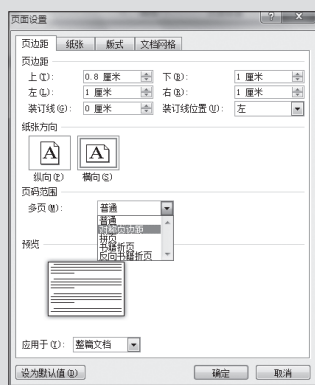 页面设置
页边距 纸张 版式 文档网格
页边距
上(T): 0.8 厘米 下(B): 1 厘米
左(L): 1 厘米 右(R): 1 厘米
装订线(G): 0 厘米 装订线位置(U): 左
纸张方向
A A
纵向(P) 横向(S)
页码范围
多页(M): 普通
普通
对称页边距
拼页
书籍折页
反向书籍折页
预览
应用于(Y): 整篇文档
设为默认值(D) 确定 取消